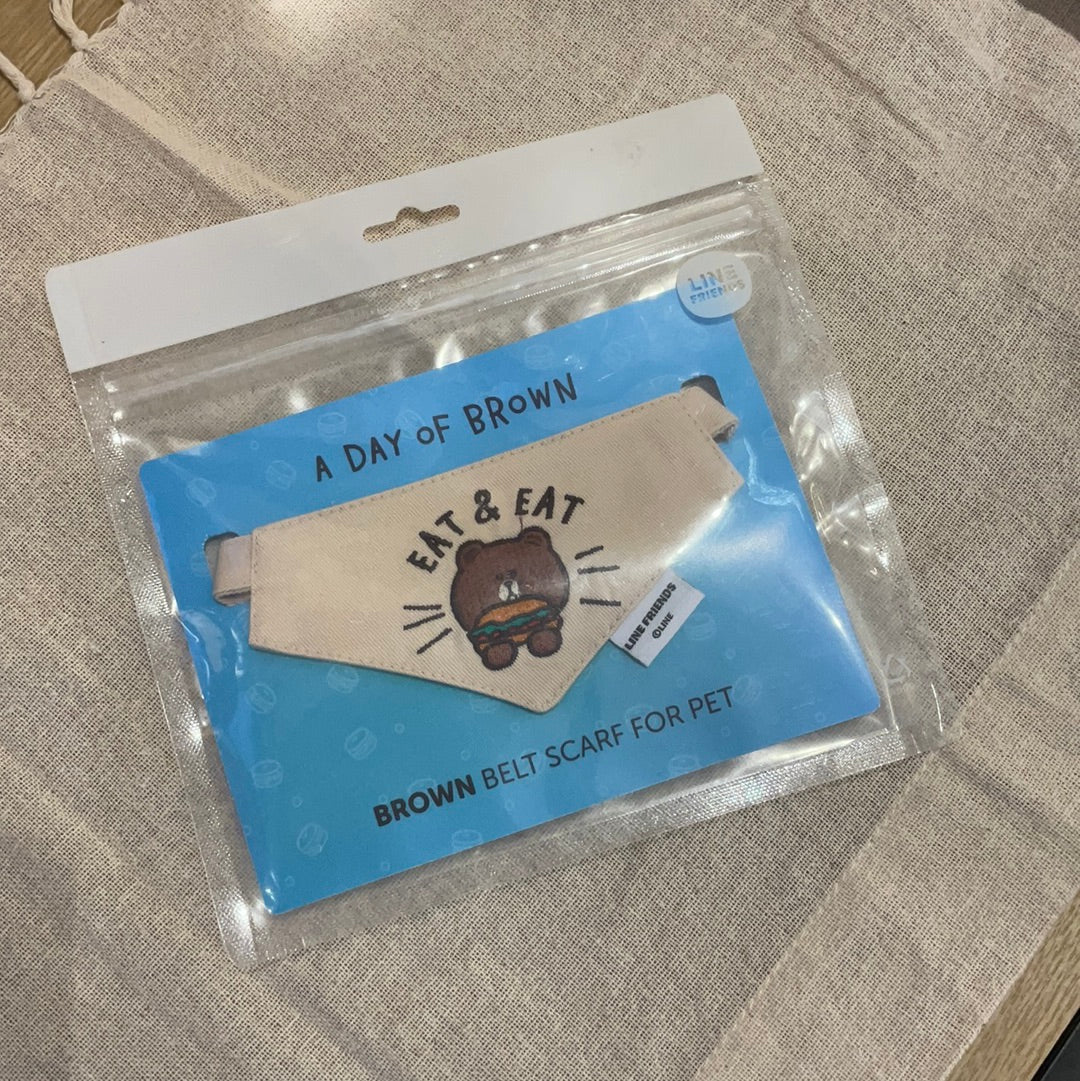 LINE
FRIENDS
A DAY OF BROWN
EAT & EAT
LINE FRIENDS
©LINE
BROWN BELT SCARF FOR PET